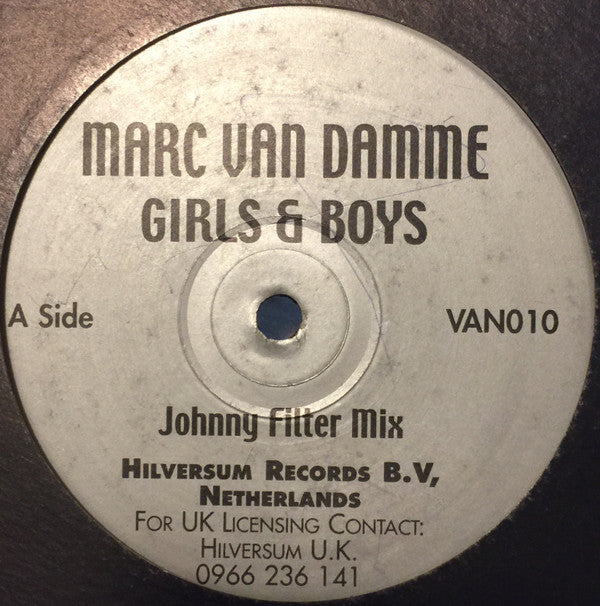 MARC VAN DAMME
GIRLS & BOYS
A Side
VAN010
Johnny Filter Mix
HILVERSUM RECORDS B.V,
NETHERLANDS
FOR UK LICENSING CONTACT:
HILVERSUM U.K.
0966 236 141